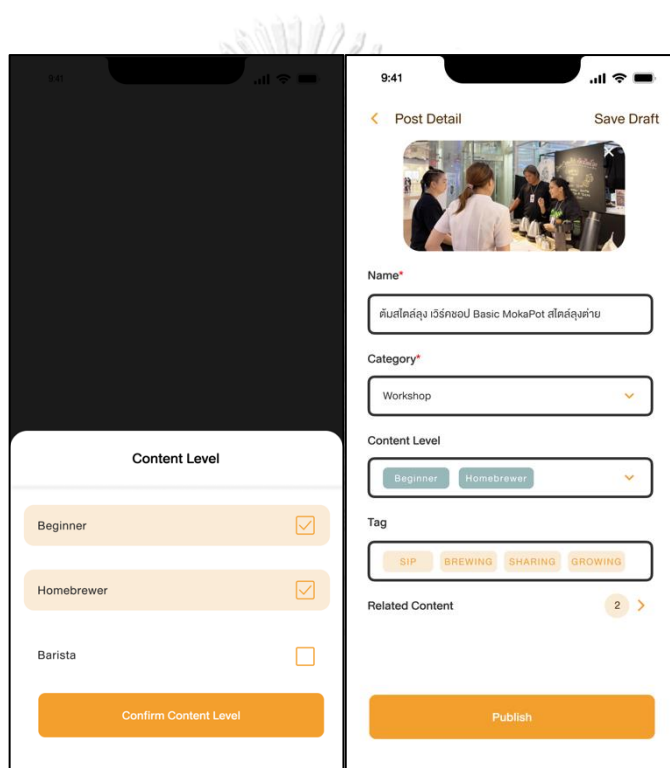 9:41
Content Level
Beginner
Homebrewer
Barista
Confirm Content Level
9:41
Post Detail Save Draft
Name*
ต้มสไตล์ลุง เวิร์คชอป Basic MokaPot สไตล์ลุงต่าย
Category*
Workshop
Content Level
Beginner Homebrewer
Tag
SIP BREWING SHARING GROWING
Related Content 2
Publish